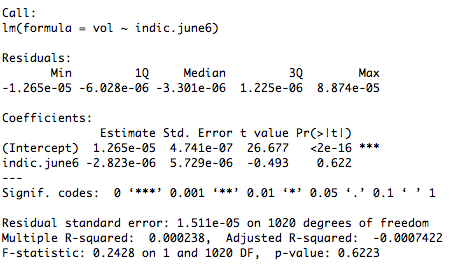 Call:
lm(formula = vol ~ indic.june6)
Residuals:
Min 1Q Median 3Q Max
-1.265e-05 -6.028e-06 -3.301e-06 1.225e-06 8.874e-05
Coefficients:
Estimate Std. Error t value Pr(>|t|)
(Intercept) 1.265e-05 4.741e-07 26.677 <2e-16 ***
indic.june6 -2.823e-06 5.729e-06 -0.493 0.622
---
Signif. codes: 0 ‘***’ 0.001 ‘**’ 0.01 ‘*’ 0.05 ‘.’ 0.1 ‘ ’ 1
Residual standard error: 1.511e-05 on 1020 degrees of freedom
Multiple R-squared: 0.000238, Adjusted R-squared: -0.0007422
F-statistic: 0.2428 on 1 and 1020 DF, p-value: 0.6223